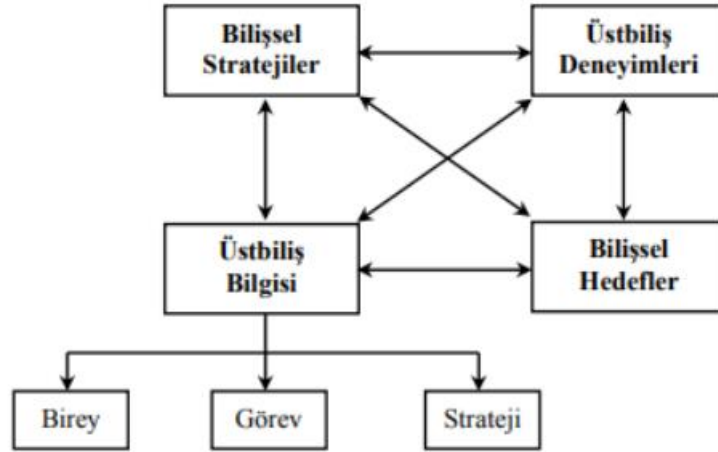 Bilişsel
Stratejiler
Üstbiliş
Deneyimleri
Üstbiliş
Bilgisi
Bilişsel
Hedefler
Birey
Görev
Strateji